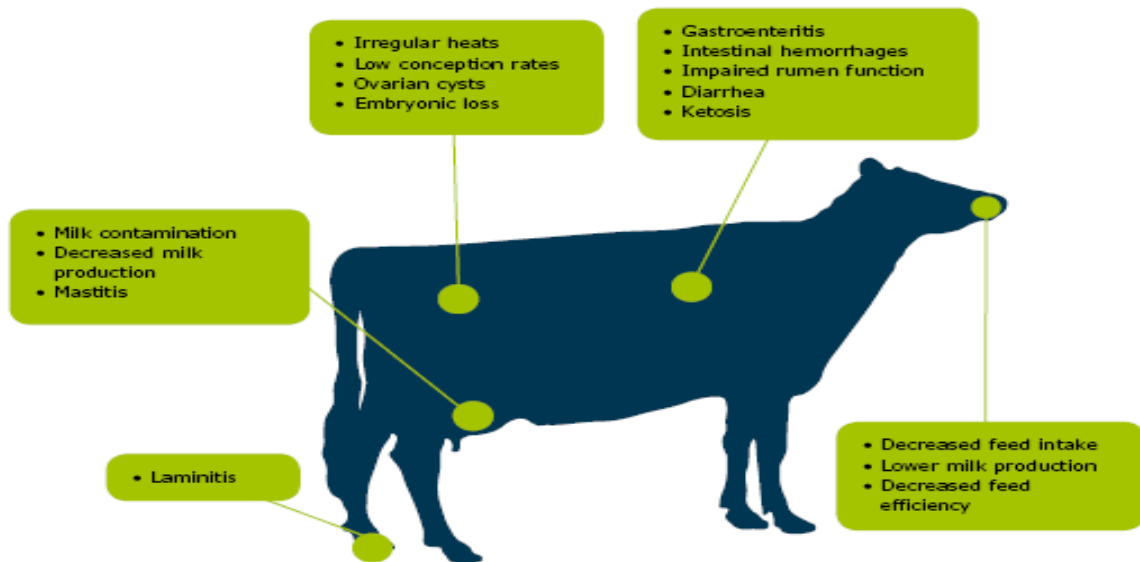 • Irregular heats
• Low conception rates
• Ovarian cysts
• Embryonic loss
• Gastroenteritis
• Intestinal hemorrhages
• Impaired rumen function
• Diarrhea
• Ketosis
• Milk contamination
• Decreased milk
production
• Mastitis
• Laminitis
• Decreased feed intake
• Lower milk production
• Decreased feed
efficiency